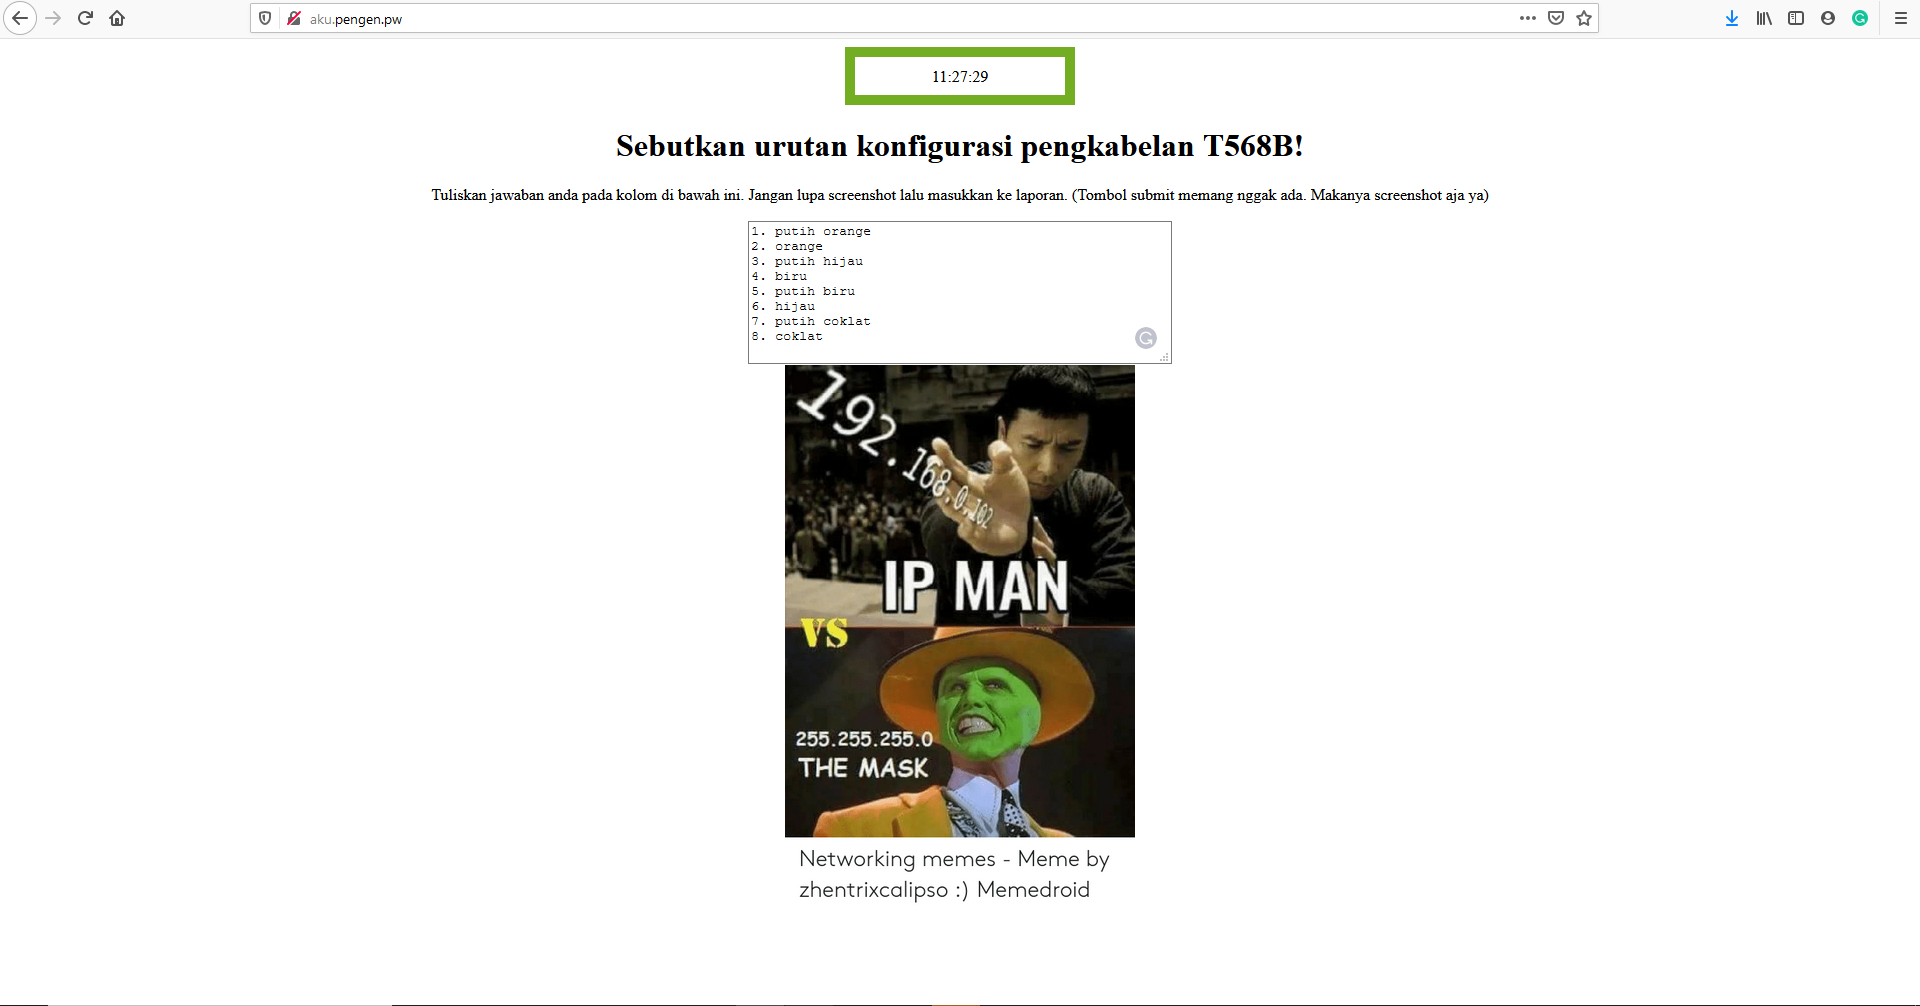 aku.pengen.pw
11:27:29
Sebutkan urutan konfigurasi pengkabelan T568B!
Tuliskan jawaban anda pada kolom di bawah ini. Jangan lupa screenshot lalu masukkan ke laporan. (Tombol submit memang nggak ada. Makanya screenshot aja ya)
1. putih orange
2. orange
3. putih hijau
4. biru
5. putih biru
6. hijau
7. putih coklat
8. coklat
192.168.0.102
IP MAN
VS
255.255.255.0
THE MASK
Networking memes - Meme by
zhentrixcalipso :) Memedroid